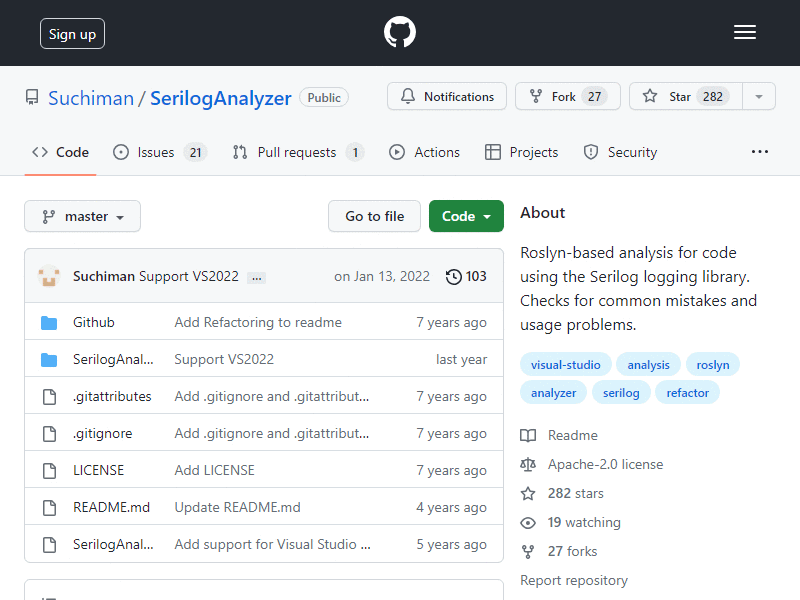 Sign up
Suchiman / SerilogAnalyzer Public
Notifications Fork 27 Star 282
Code Issues 21 Pull requests 1 Actions Projects Security ...
master Go to file Code
Suchiman Support VS2022 ... on Jan 13, 2022 103
Github Add Refactoring to readme 7 years ago
SerilogAnal... Support VS2022 last year
.gitattributes Add .gitignore and .gitattribut... 7 years ago
.gitignore Add .gitignore and .gitattribut... 7 years ago
LICENSE Add LICENSE 7 years ago
README.md Update README.md 4 years ago
SerilogAnal... Add support for Visual Studio ... 5 years ago
About
Roslyn-based analysis for code
using the Serilog logging library.
Checks for common mistakes and
usage problems.
visual-studio analysis roslyn
analyzer serilog refactor
Readme
Apache-2.0 license
282 stars
19 watching
27 forks
Report repository